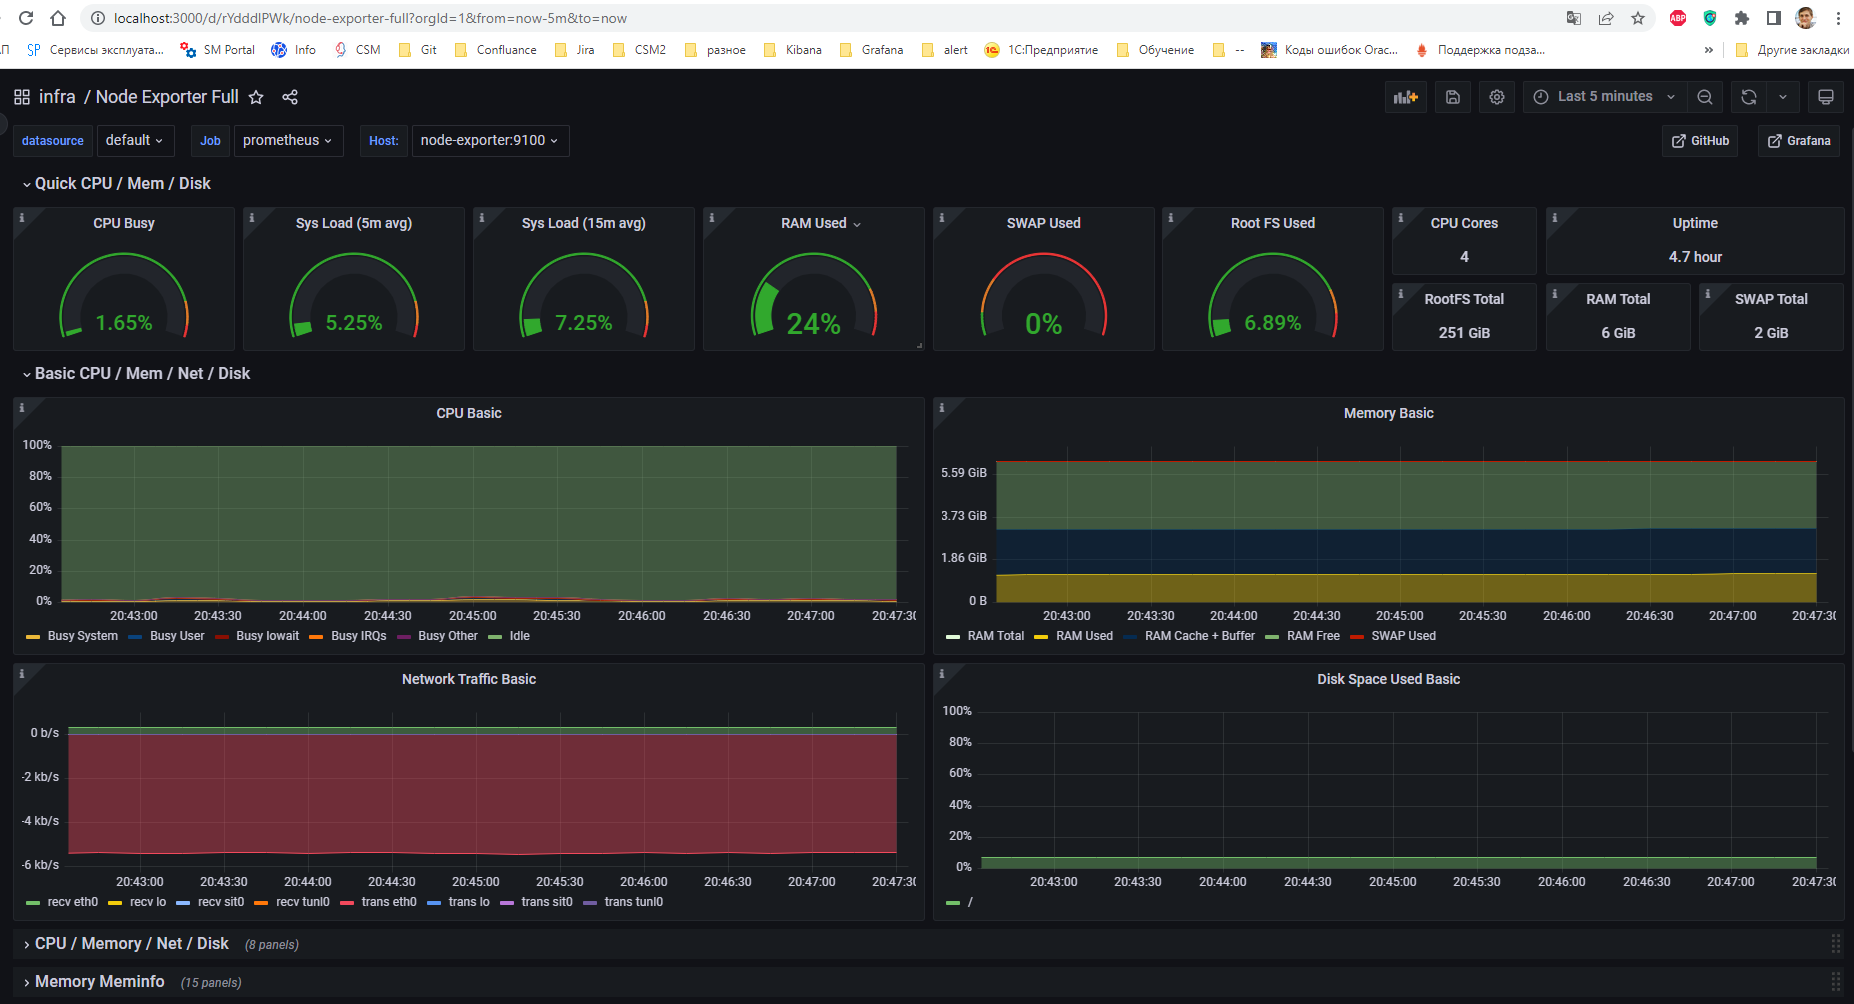 localhost:3000/d/rYdddlPWk/node-exporter-full?orgId=1&from=now-5m&to=now
ABP
Сервисы эксплуата... SM Portal Info CSM Git Confluance Jira CSM2 разное Kibana Grafana alert 1С:Предприятие Обучение -- Коды ошибок Orac... Поддержка подза... » Другие закладки
infra / Node Exporter Full
Last 5 minutes
datasource default Job prometheus Host: node-exporter:9100 GitHub Grafana
Quick CPU / Mem / Disk
CPU Busy Sys Load (5m avg) Sys Load (15m avg) RAM Used SWAP Used Root FS Used CPU Cores Uptime
4 4.7 hour
RootFS Total RAM Total SWAP Total
1.65% 5.25% 7.25% 24% 0% 6.89% 251 GiB 6 GiB 2 GiB
Basic CPU / Mem / Net / Disk
CPU Basic
100%
80%
60%
40%
20%
0%
20:43:00 20:43:30 20:44:00 20:44:30 20:45:00 20:45:30 20:46:00 20:46:30 20:47:00 20:47:30
Busy System Busy User Busy Iowait Busy IRQs Busy Other Idle
Memory Basic
5.59 GiB
3.73 GiB
1.86 GiB
0 B
20:43:00 20:43:30 20:44:00 20:44:30 20:45:00 20:45:30 20:46:00 20:46:30 20:47:00 20:47:30
RAM Total RAM Used RAM Cache + Buffer RAM Free SWAP Used
Network Traffic Basic
0 b/s
-2 kb/s
-4 kb/s
-6 kb/s
20:43:00 20:43:30 20:44:00 20:44:30 20:45:00 20:45:30 20:46:00 20:46:30 20:47:00 20:47:30
recv eth0 recv lo recv sit0 recv tunl0 trans eth0 trans lo trans sit0 trans tunl0
Disk Space Used Basic
100%
80%
60%
40%
20%
0%
20:43:00 20:43:30 20:44:00 20:44:30 20:45:00 20:45:30 20:46:00 20:46:30 20:47:00 20:47:30
/
CPU / Memory / Net / Disk (8 panels)
Memory Meminfo (15 panels)